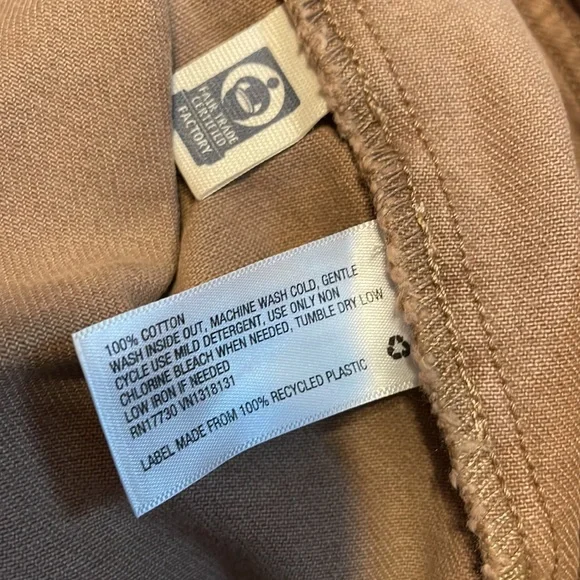 FAIR TRADE
CERTIFIED
FACTORY
100% COTTON
WASH INSIDE OUT, MACHINE WASH COLD, GENTLE
CYCLE USE MILD DETERGENT, USE ONLY NON
CHLORINE BLEACH WHEN NEEDED, TUMBLE DRY LOW
LOW IRON IF NEEDED
RN17730 VN1318131
LABEL MADE FROM 100% RECYCLED PLASTIC